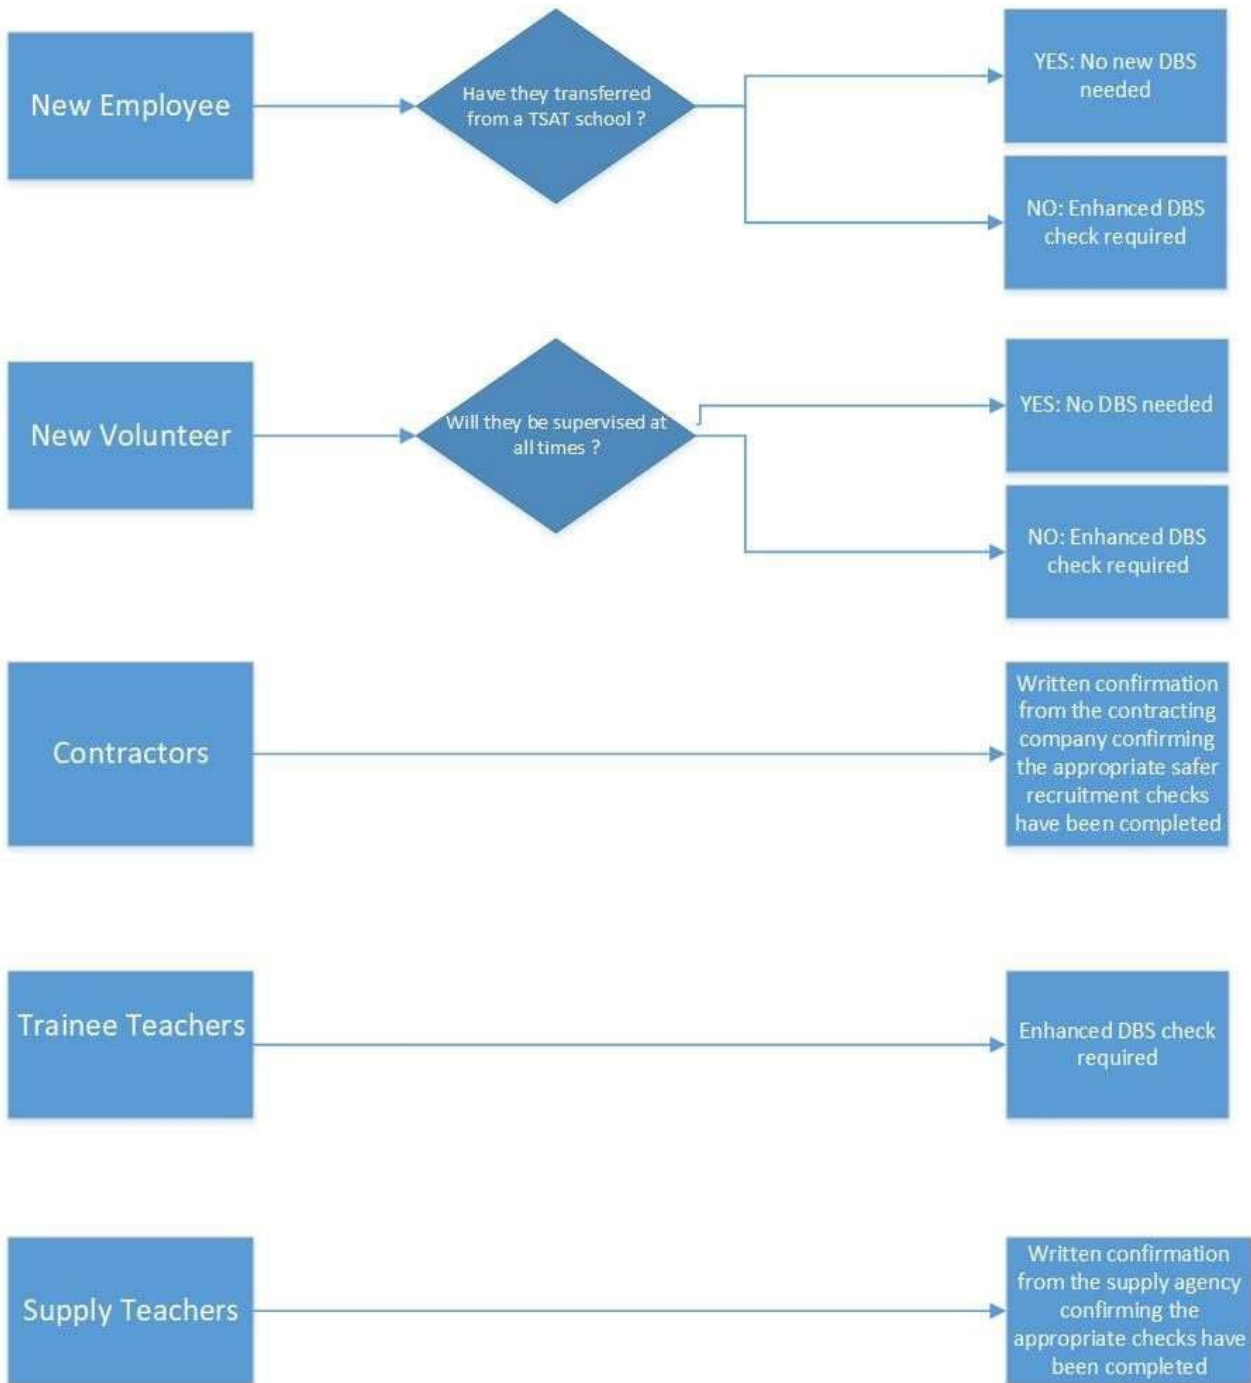 New Employee
Have they transferred
from a TSAT school ?
YES: No new DBS
needed
NO: Enhanced DBS
check required
New Volunteer
Will they be supervised at
all times ?
YES: No DBS needed
NO: Enhanced DBS
check required
Contractors
Written confirmation
from the contracting
company confirming
the appropriate safer
recruitment checks
have been completed
Trainee Teachers
Enhanced DBS check
required
Supply Teachers
Written confirmation
from the supply agency
confirming the
appropriate checks have
been completed